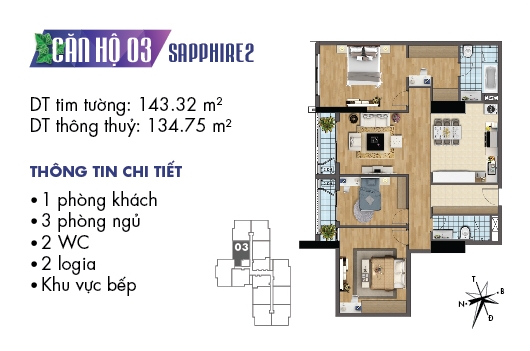 CĂN HỘ 03 SAPPHIRE2
DT tim tường: 143.32 m²
DT thông thuỷ: 134.75 m²
THÔNG TIN CHI TIẾT
• 1 phòng khách
• 3 phòng ngủ
• 2 WC
• 2 logia
• Khu vực bếp
03
T
B
N
Đ